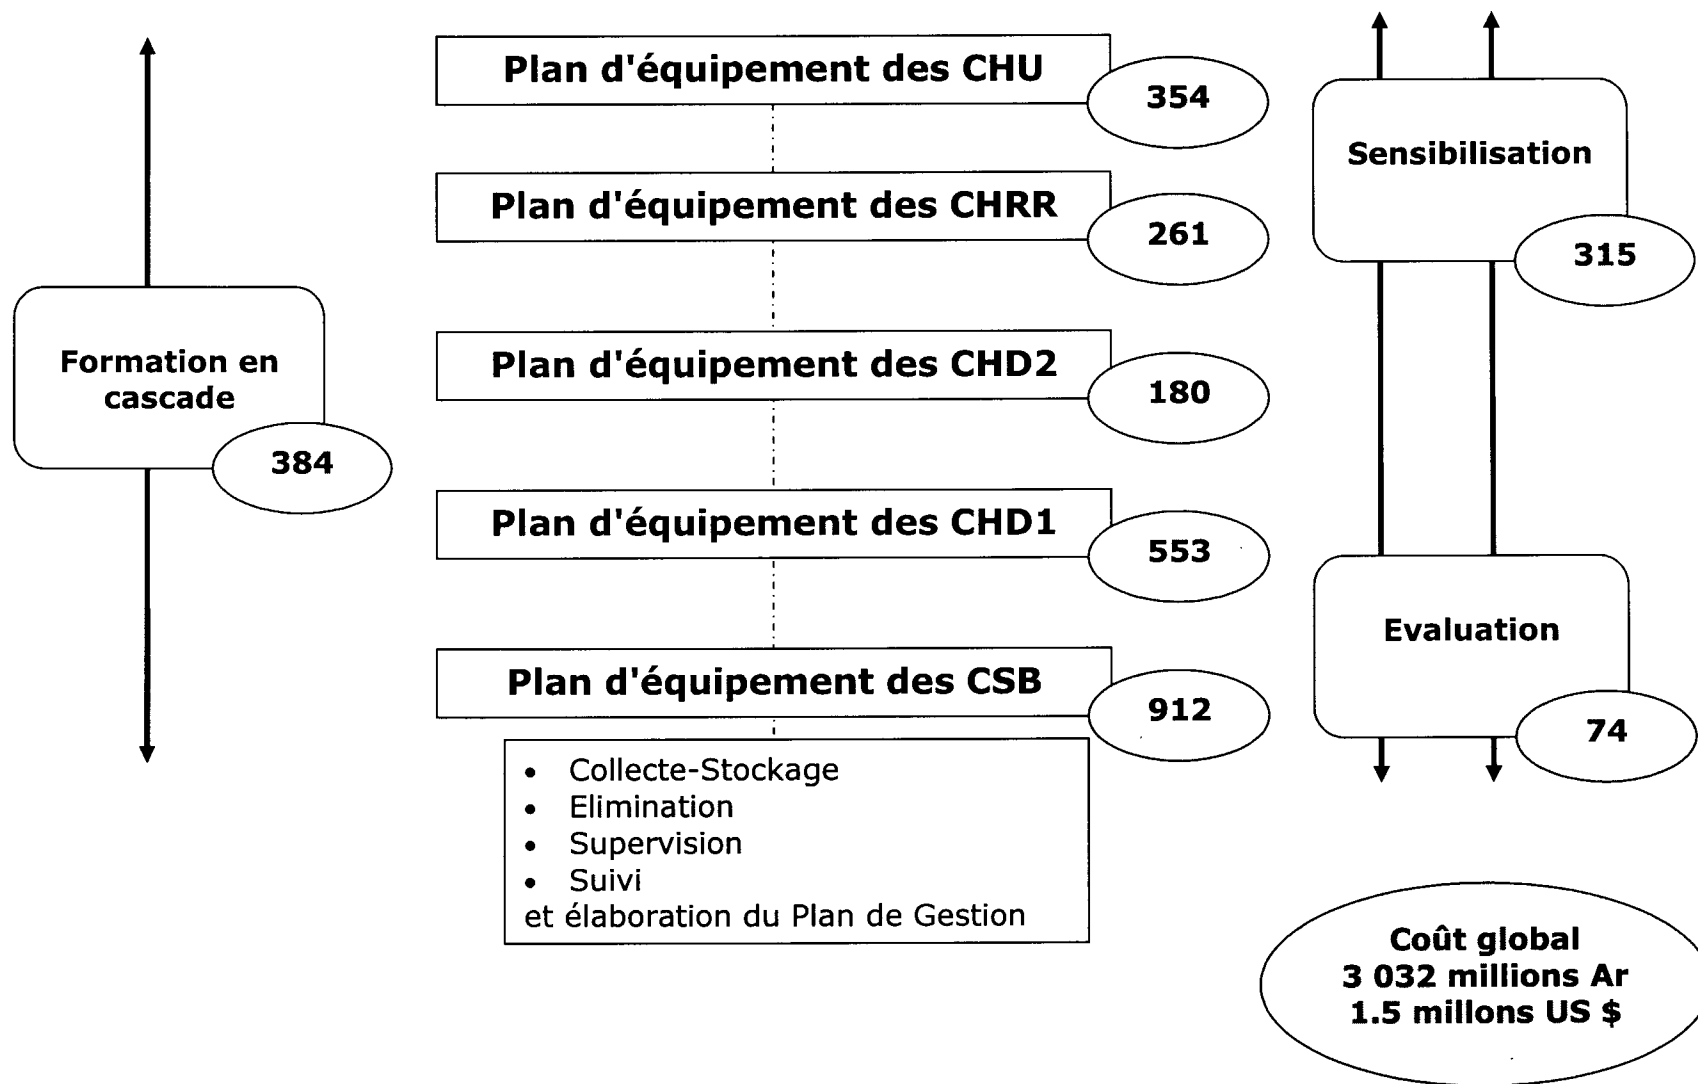 Plan d'équipement des CHU
354
Plan d'équipement des CHRR
261
Plan d'équipement des CHD2
180
Plan d'équipement des CHD1
553
Plan d'équipement des CSB
912
• Collecte-Stockage
• Elimination
• Supervision
• Suivi
et élaboration du Plan de Gestion
Formation en
cascade
384
Sensibilisation
315
Evaluation
74
Coût global
3 032 millions Ar
1.5 millons US $